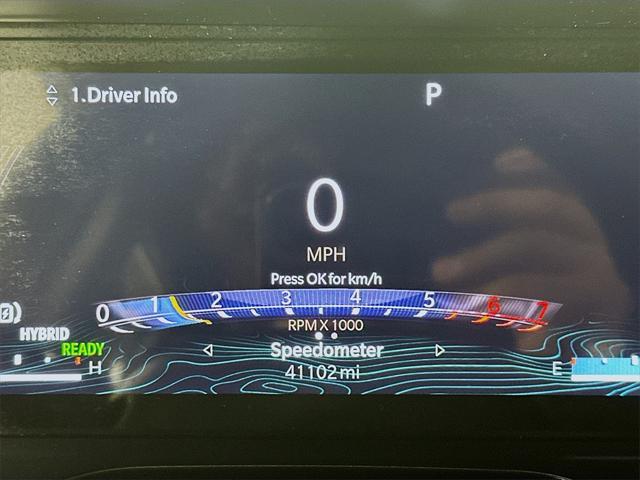 1.Driver Info
P
0
MPH
Press OK for km/h
0 1 2 3 4 5 6 7
RPM X 1000
HYBRID
READY
H
Speedometer
E
41102 mi